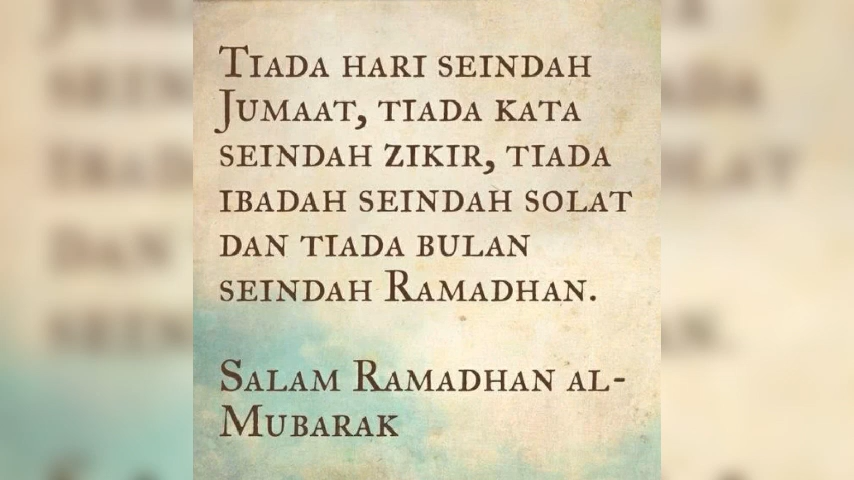 Tiada hari seindah
Jumaat, tiada kata
seindah zikir, tiada
ibadah seindah solat
dan tiada bulan
seindah Ramadhan.
Salam Ramadhan al-
Mubarak